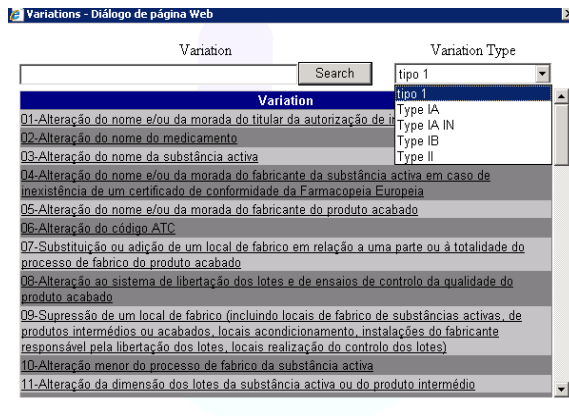 Variations - Diálogo de página Web
Variation
Variation Type
Search
tipo 1
Variation
tipo 1
Type IA
Type IA IN
Type IB
Type II
01-Alteração do nome e/ou da morada do titular da autorização de
02-Alteração do nome do medicamento
03-Alteração do nome da substância activa
04-Alteração do nome e/ou da morada do fabricante da substância activa em caso de
inexistência de um certificado de conformidade da Farmacopeia Europeia
05-Alteração do nome e/ou da morada do fabricante do produto acabado
06-Alteração do código ATC
07-Substituição ou adição de um local de fabrico em relação a uma parte ou à totalidade do
processo de fabrico do produto acabado
08-Alteração ao sistema de libertação dos lotes e de ensaios de controlo da qualidade do
produto acabado
09-Supressão de um local de fabrico (incluindo locais de fabrico de substâncias activas, de
produtos intermédios ou acabados, locais acondicionamento, instalações do fabricante
responsável pela libertação dos lotes, locais realização do controlo dos lotes)
10-Alteração menor do processo de fabrico da substância activa
11-Alteração da dimensão dos lotes da substância activa ou do produto intermédio